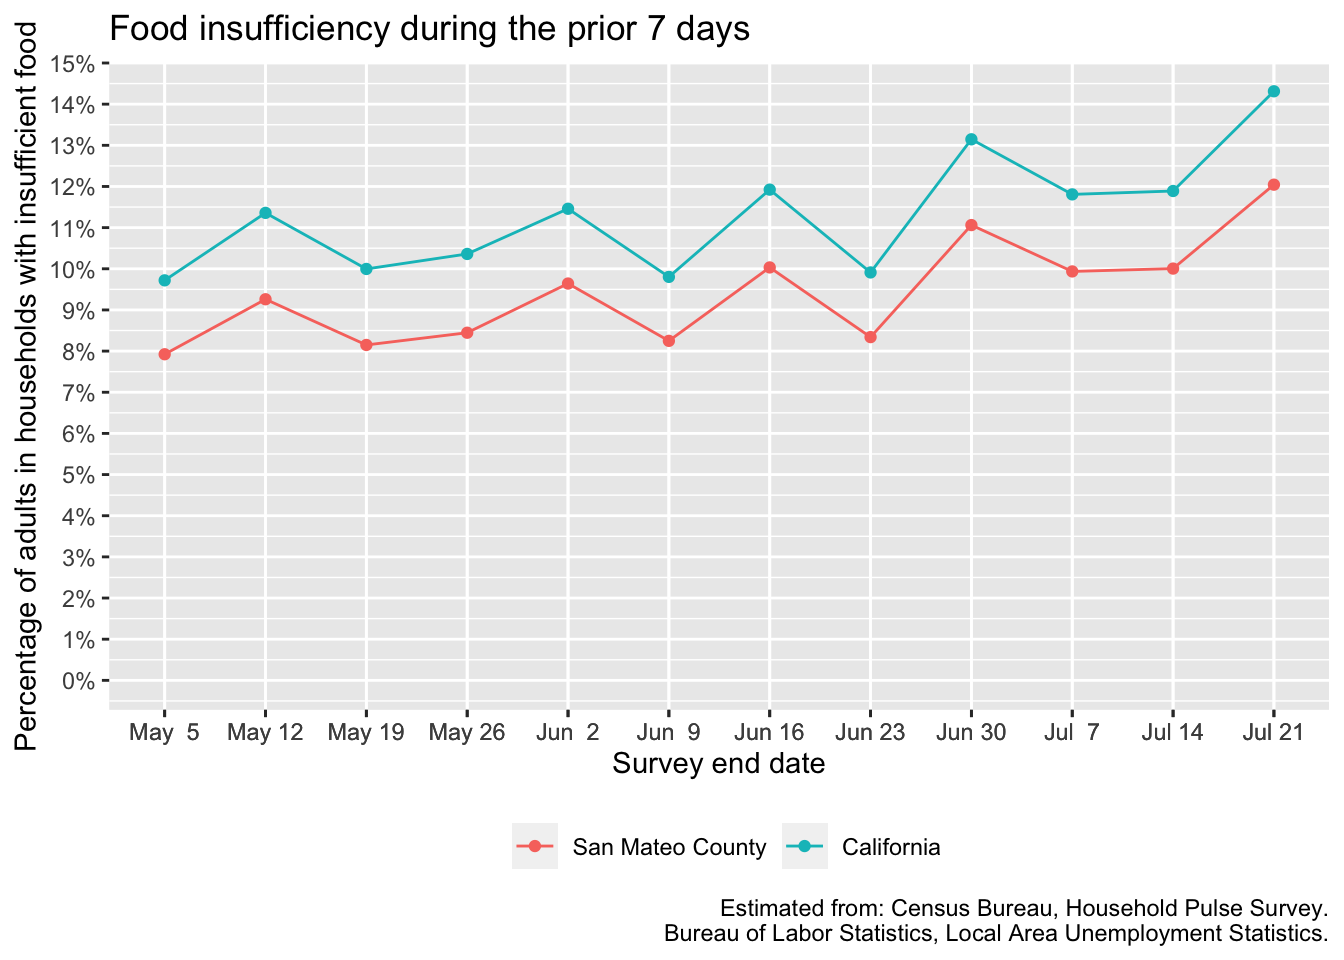 Food insufficiency during the prior 7 days
Percentage of adults in households with insufficient food
15%
14%
13%
12%
11%
10%
9%
8%
7%
6%
5%
4%
3%
2%
1%
0%
May 5 May 12 May 19 May 26 Jun 2 Jun 9 Jun 16 Jun 23 Jun 30 Jul 7 Jul 14 Jul 21
Survey end date
San Mateo County California
Estimated from: Census Bureau, Household Pulse Survey.
Bureau of Labor Statistics, Local Area Unemployment Statistics.